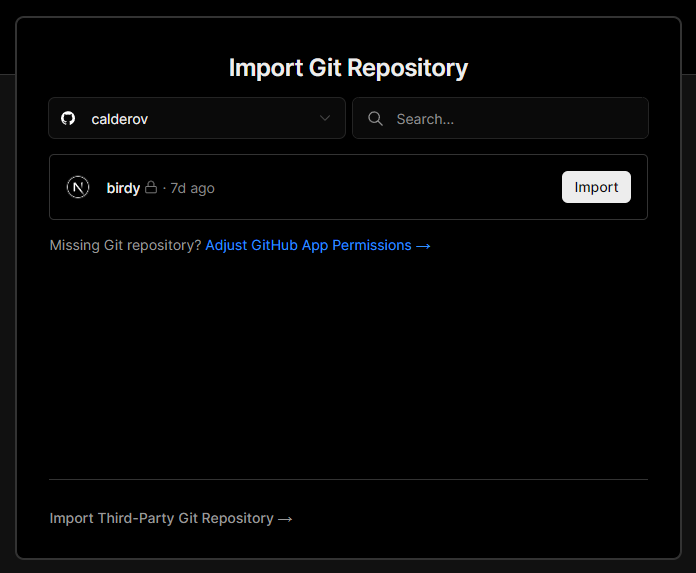 Import Git Repository
calderov
Search...
birdy · 7d ago
Import
Missing Git repository? Adjust GitHub App Permissions →
Import Third-Party Git Repository →